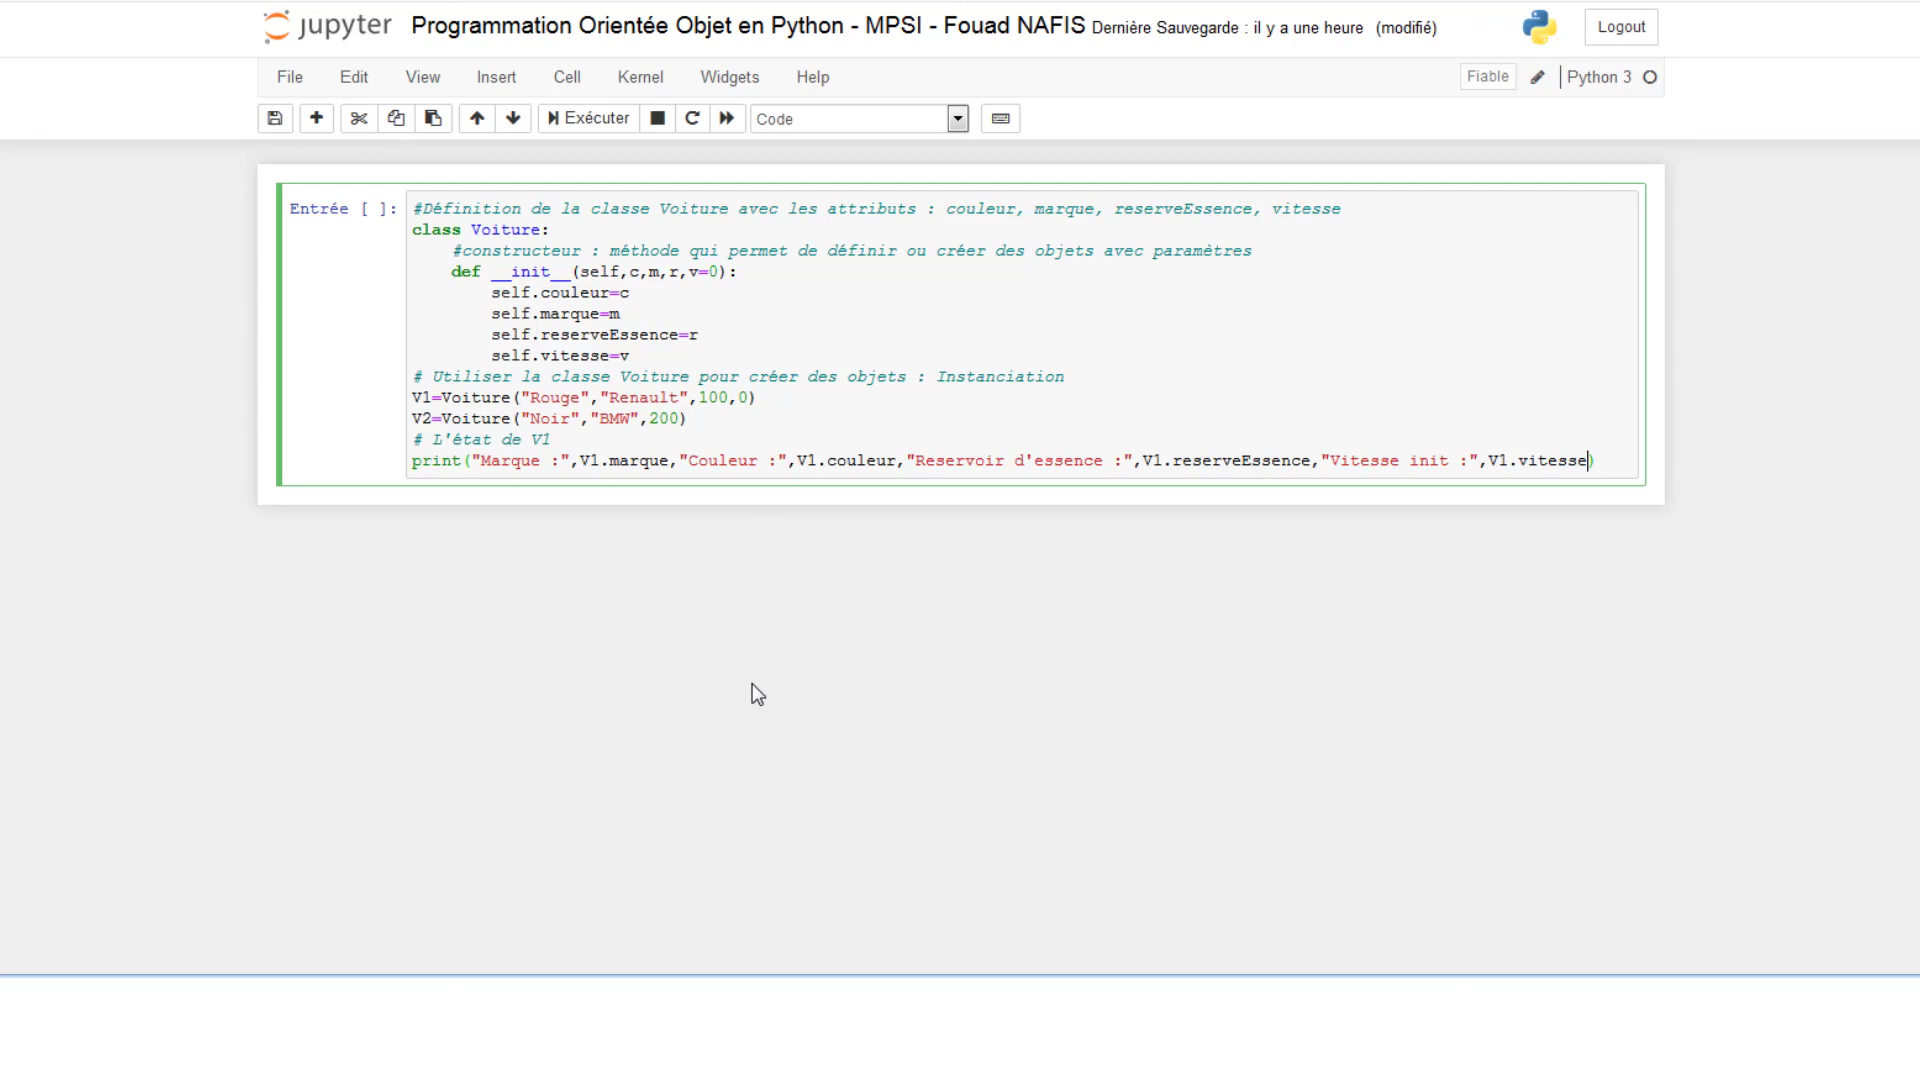 jupyter Programmation Orientée Objet en Python - MPSI - Fouad NAFIS Dernière Sauvegarde : il y a une heure (modifié) Logout
File Edit View Insert Cell Kernel Widgets Help Fiable Python 3
Exécuter Code
Entrée [ ]: #Définition de la classe Voiture avec les attributs : couleur, marque, reserveEssence, vitesse
class Voiture:
    #constructeur : méthode qui permet de définir ou créer des objets avec paramètres
    def __init__(self,c,m,r,v=0):
        self.couleur=c
        self.marque=m
        self.reserveEssence=r
        self.vitesse=v
# Utiliser la classe Voiture pour créer des objets : Instanciation
V1=Voiture("Rouge","Renault",100,0)
V2=Voiture("Noir","BMW",200)
# L'état de V1
print("Marque :",V1.marque,"Couleur :",V1.couleur,"Reservoir d'essence :",V1.reserveEssence,"Vitesse init :",V1.vitesse)